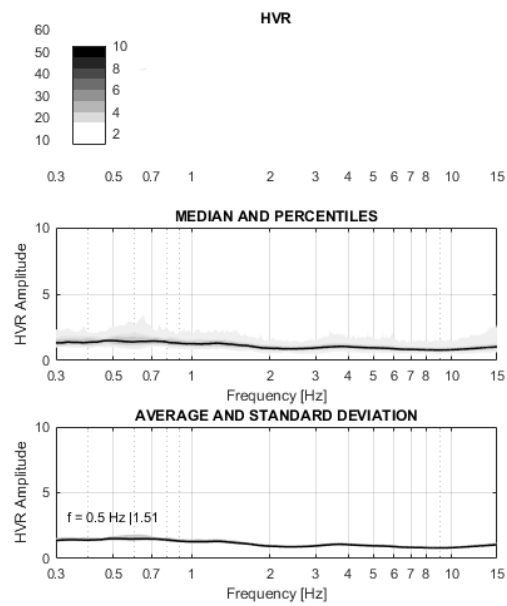 HVR
60
50
40
30
20
10
10
8
6
4
2
0.3 0.5 0.7 1 2 3 4 5 6 7 8 10 15
MEDIAN AND PERCENTILES
HVR Amplitude
10
5
0
0.3 0.5 0.7 1 2 3 4 5 6 7 8 10 15
Frequency [Hz]
AVERAGE AND STANDARD DEVIATION
HVR Amplitude
10
5
0
f = 0.5 Hz |1.51
0.3 0.5 0.7 1 2 3 4 5 6 7 8 10 15
Frequency [Hz]